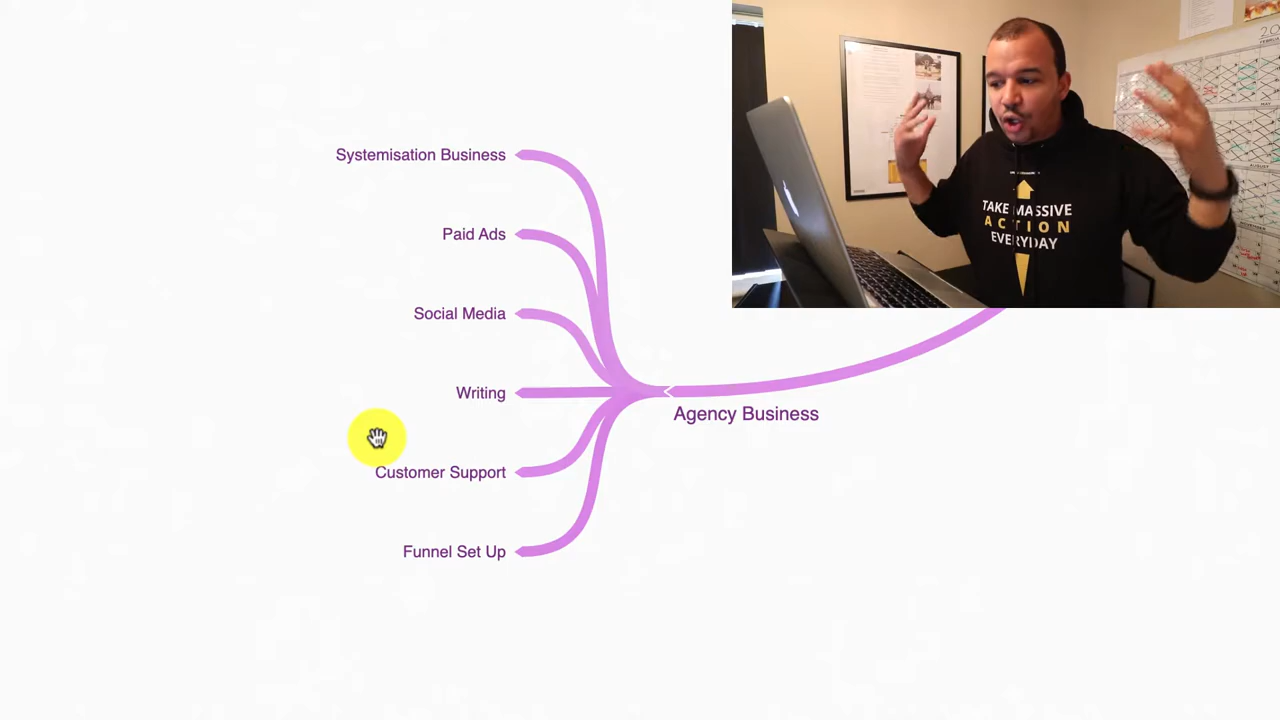 Systemisation Business
Paid Ads
Social Media
Writing
Customer Support
Funnel Set Up
Agency Business
TAKE MASSIVE
ACTION
EVERYDAY